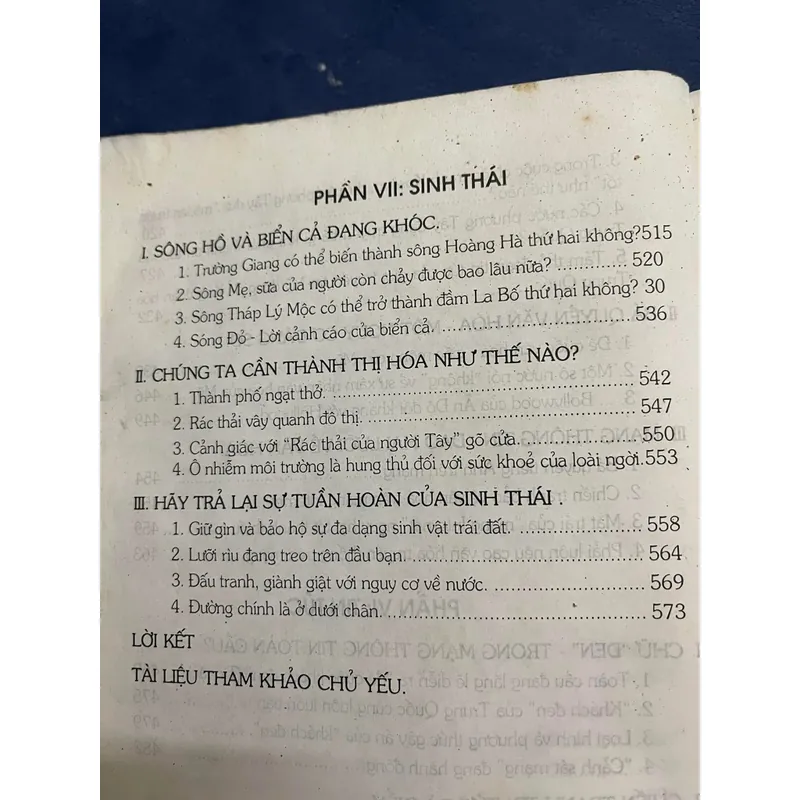 PHẦN VII: SINH THÁI
I. SÔNG HỒ VÀ BIỂN CẢ ĐANG KHÓC.
1. Trường Giang có thể biến thành sông Hoàng Hà thứ hai không?515
2. Sông Mẹ, sữa của người còn chảy được bao lâu nữa? ............. 520
3. Sông Tháp Lý Mộc có thể trở thành đầm La Bố thứ hai không? 30
4. Sóng Đỏ - Lời cảnh cáo của biển cả. ................................. 536
II. CHÚNG TA CẦN THÀNH THỊ HÓA NHƯ THẾ NÀO?
1. Thành phố ngạt thở. ..................................................... 542
2. Rác thải vây quanh đô thị. ............................................. 547
3. Cảnh giác với “Rác thải của người Tây” gõ cửa.................. 550
4. Ô nhiễm môi trường là hung thủ đối với sức khoẻ của loài ngời.553
III. HÃY TRẢ LẠI SỰ TUẦN HOÀN CỦA SINH THÁI .
1. Giữ gìn và bảo hộ sự đa dạng sinh vật trái đất. .................... 558
2. Lưỡi rìu đang treo trên đầu bạn. ...................................... 564
3. Đấu tranh, giành giật với nguy cơ về nước. ........................ 569
4. Đường chính là ở dưới chân. .......................................... 573
LỜI KẾT
TÀI LIỆU THAM KHẢO CHỦ YẾU.